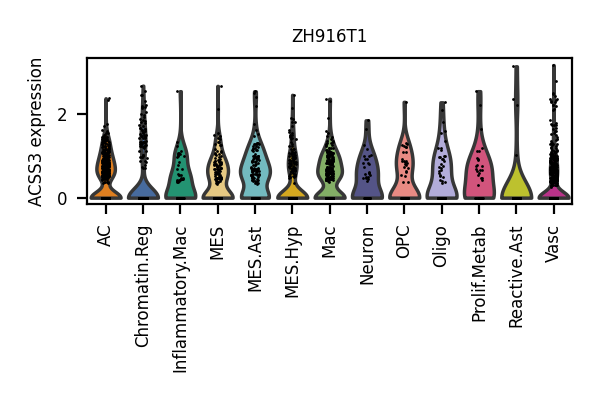 ZH916T1
ACSS3 expression
2
0
AC
Chromatin.Reg
Inflammatory.Mac
MES
MES.Ast
MES.Hyp
Mac
Neuron
OPC
Oligo
Prolif.Metab
Reactive.Ast
Vasc